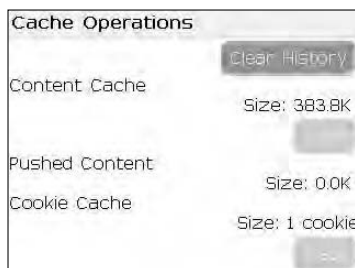 Cache Operations
Clear History
Content Cache
Size: 383.8K
Pushed Content
Size: 0.0K
Cookie Cache
Size: 1 cookie